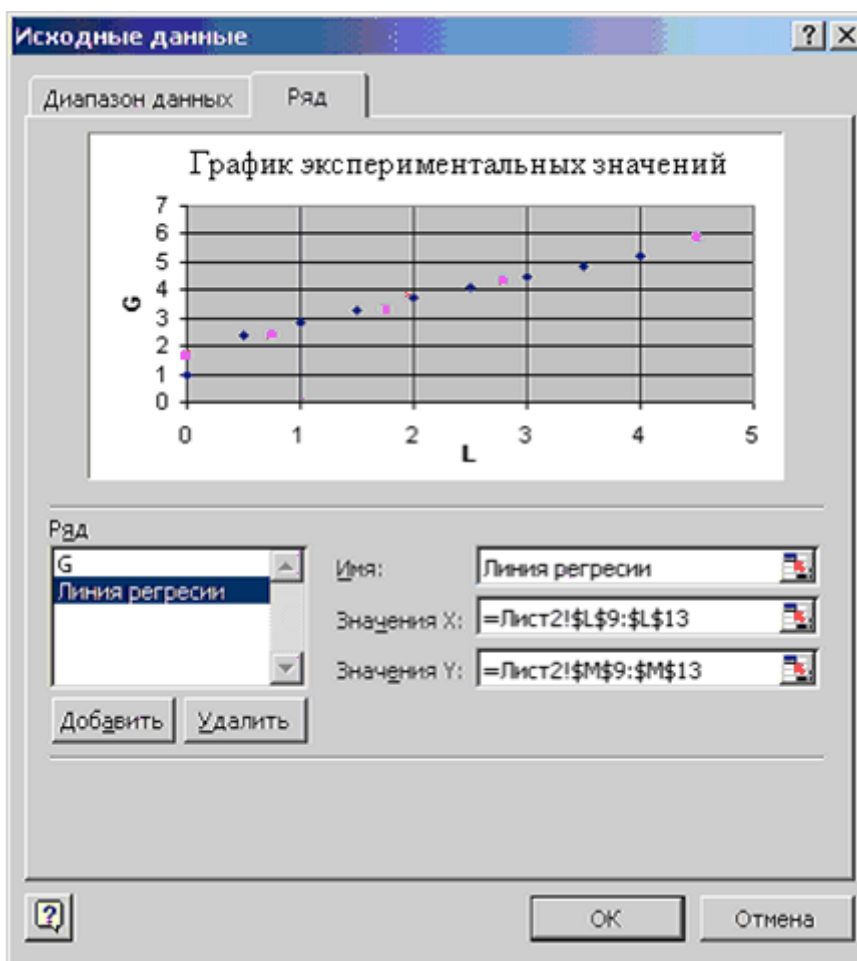 Исходные данные
Диапазон данных Ряд
График экспериментальных значений
7
6
5
4
3
2
1
0
G
0 1 2 3 4 5
L
Ряд
G
Линия регресии
Имя: Линия регресии
Значения X: =Лист2!$L$9:$L$13
Значения Y: =Лист2!$M$9:$M$13
Добавить Удалить
ОК Отмена